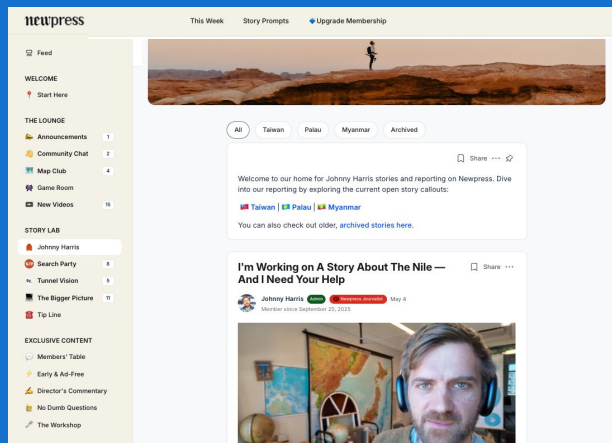 newpress
This Week
Story Prompts
Upgrade Membership
Feed
WELCOME
Start Here
THE LOUNGE
Announcements 1
Community Chat 2
Map Club 4
Game Room
New Videos 15
STORY LAB
Johnny Harris
Search Party 8
Tunnel Vision 5
The Bigger Picture 11
Tip Line
EXCLUSIVE CONTENT
Members' Table
Early & Ad-Free
Director's Commentary
No Dumb Questions
The Workshop
All
Taiwan
Palau
Myanmar
Archived
Share
Welcome to our home for Johnny Harris stories and reporting on Newpress. Dive
into our reporting by exploring the current open story callouts:
Taiwan | Palau | Myanmar
You can also check out older, archived stories here.
I'm Working on A Story About The Nile —
And I Need Your Help
Share
Johnny Harris Admin Newpress Journalist May 4
Member since September 25, 2025